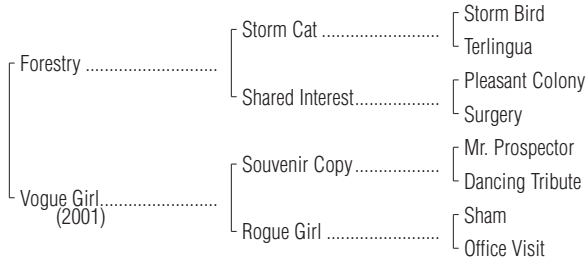 Storm Bird
Storm Cat ........................
Terlingua
Forestry ...........................
Pleasant Colony
Shared Interest.................
Surgery
Mr. Prospector
Souvenir Copy.................
Dancing Tribute
Vogue Girl........................
(2001)
Sham
Rogue Girl ......................
Office Visit